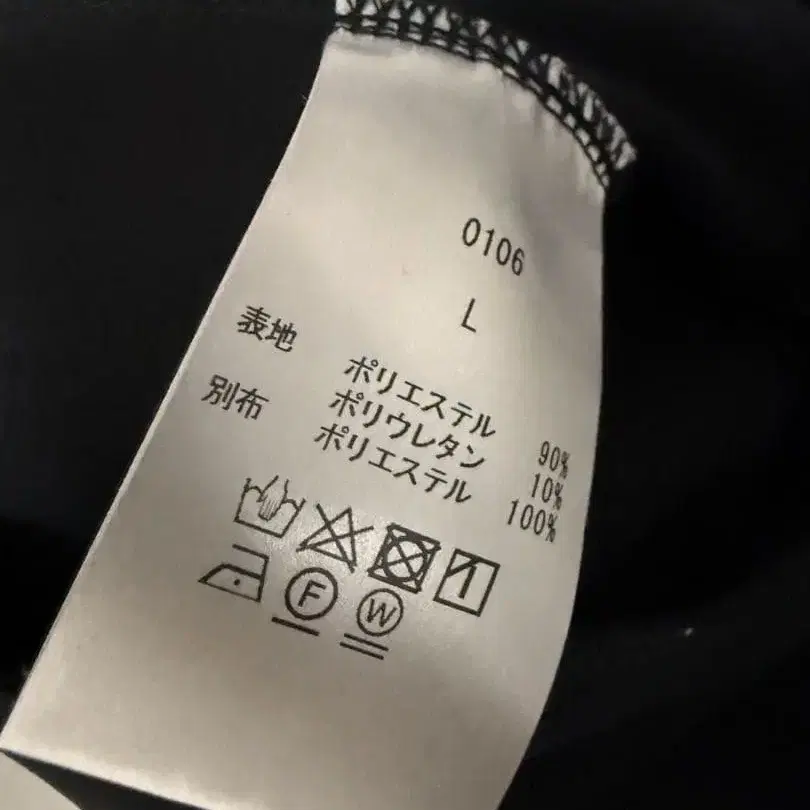 0106
L
表地 ポリエステル 90%
ポリウレタン 10%
別布 ポリエステル 100%
F W